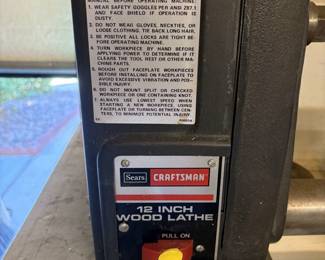 MANUAL BEFORE OPERATING MACHINE.
1. WEAR SAFETY GOGGLES PER ANSI Z87.1
AND FACE SHIELD IF OPERATION IS
DUSTY.
2. DO NOT WEAR GLOVES, NECKTIES, OR
LOOSE CLOTHING, TIE BACK LONG HAIR.
3. BE POSITIVE ALL LOCKS ARE TIGHT BE-
FORE OPERATING MACHINE.
4. TURN WORKPIECE BY HAND BEFORE
APPLYING POWER TO DETERMINE IF IT
CLEARS THE TOOL REST OR OTHER MA-
CHINE PARTS.
5. ROUGH OUT FACEPLATE WORKPIECES
BEFORE INSTALLING ON FACEPLATE TO
AVOID EXCESSIVE VIBRATION AND POS-
SIBLE INJURY.
6. DO NOT MOUNT SPLIT OR CHECKED
WORKPIECE OR ONE CONTAINING KNOT.
7. ALWAYS USE LOWEST SPEED WHEN
STARTING A NEW WORKPIECE, USING
FACEPLATE OR TURNING BETWEEN CEN-
TERS, TO MINIMIZE POTENTIAL INJURY.
Sears CRAFTSMAN
12 INCH
WOOD LATHE
PULL ON